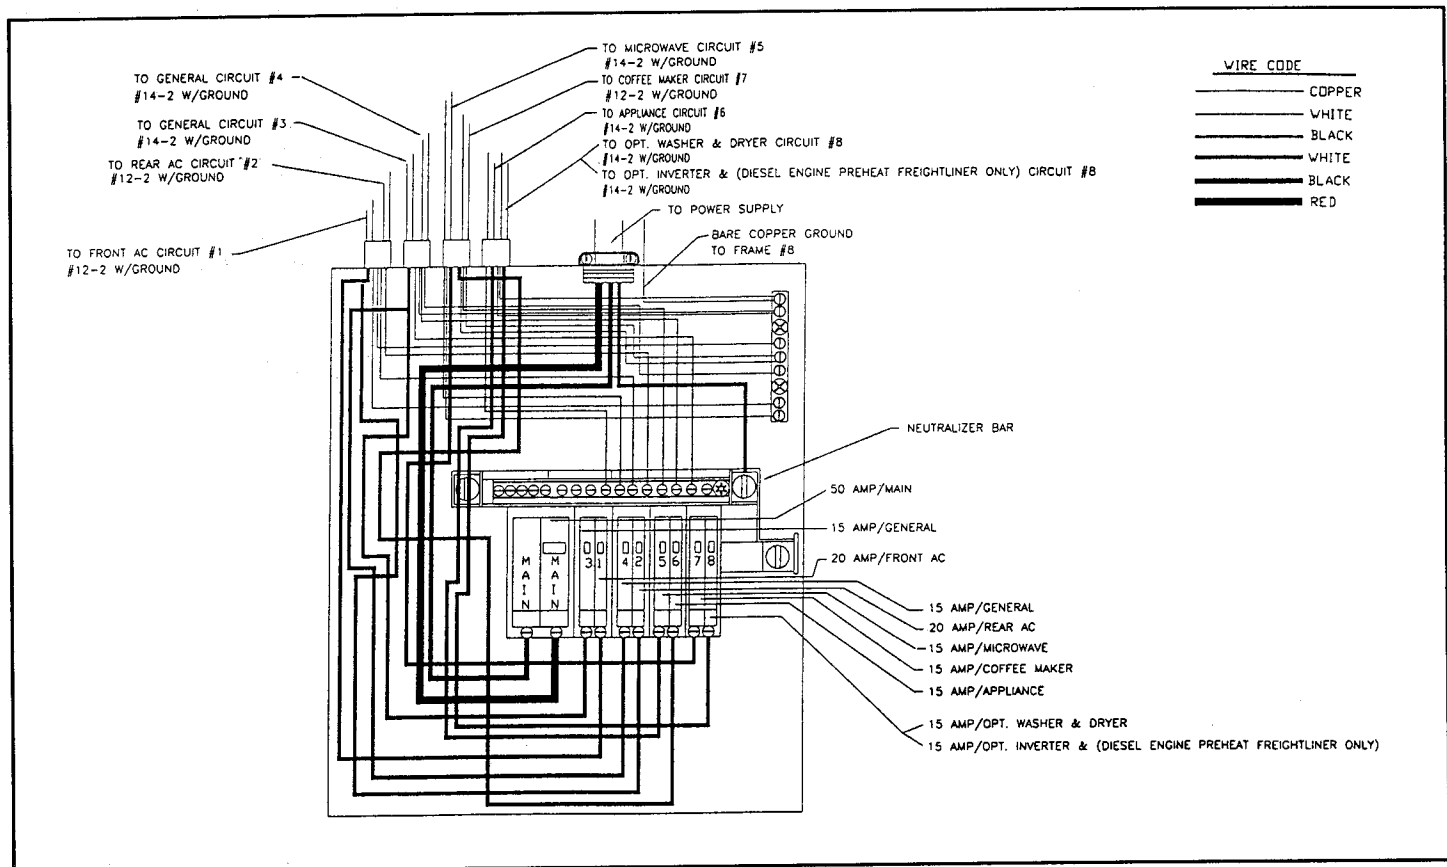 TO GENERAL CIRCUIT #4
#14-2 W/GROUND
TO GENERAL CIRCUIT #3
#14-2 W/GROUND
TO REAR AC CIRCUIT #2
#12-2 W/GROUND
TO FRONT AC CIRCUIT #1
#12-2 W/GROUND
TO MICROWAVE CIRCUIT #5
#14-2 W/GROUND
TO COFFEE MAKER CIRCUIT #7
#12-2 W/GROUND
TO APPLIANCE CIRCUIT #6
#14-2 W/GROUND
TO OPT. WASHER & DRYER CIRCUIT #8
#14-2 W/GROUND
TO OPT. INVERTER & (DIESEL ENGINE PREHEAT FREIGHTLINER ONLY) CIRCUIT #8
#14-2 W/GROUND
TO POWER SUPPLY
BARE COPPER GROUND
TO FRAME #8
WIRE CODE
COPPER
WHITE
BLACK
WHITE
BLACK
RED
NEUTRALIZER BAR
50 AMP/MAIN
15 AMP/GENERAL
20 AMP/FRONT AC
MAIN
MAIN
3 1
4 2
5 6
7 8
15 AMP/GENERAL
20 AMP/REAR AC
15 AMP/MICROWAVE
15 AMP/COFFEE MAKER
15 AMP/APPLIANCE
15 AMP/OPT. WASHER & DRYER
15 AMP/OPT. INVERTER & (DIESEL ENGINE PREHEAT FREIGHTLINER ONLY)